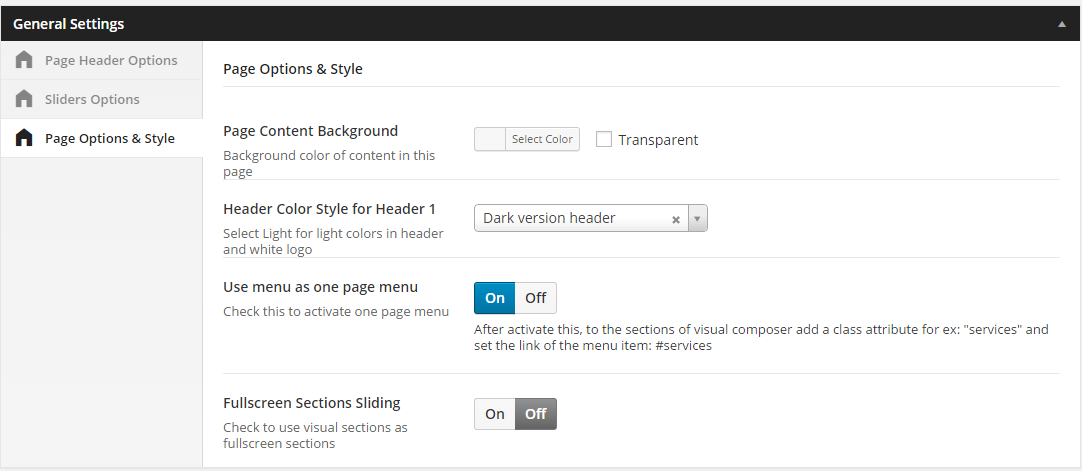 General Settings
Page Header Options
Sliders Options
Page Options & Style
Page Options & Style
Page Content Background
Background color of content in this
page
Select Color
Transparent
Header Color Style for Header 1
Select Light for light colors in header
and white logo
Dark version header
Use menu as one page menu
Check this to activate one page menu
On Off
After activate this, to the sections of visual composer add a class attribute for ex: "services" and
set the link of the menu item: #services
Fullscreen Sections Sliding
Check to use visual sections as
fullscreen sections
On Off